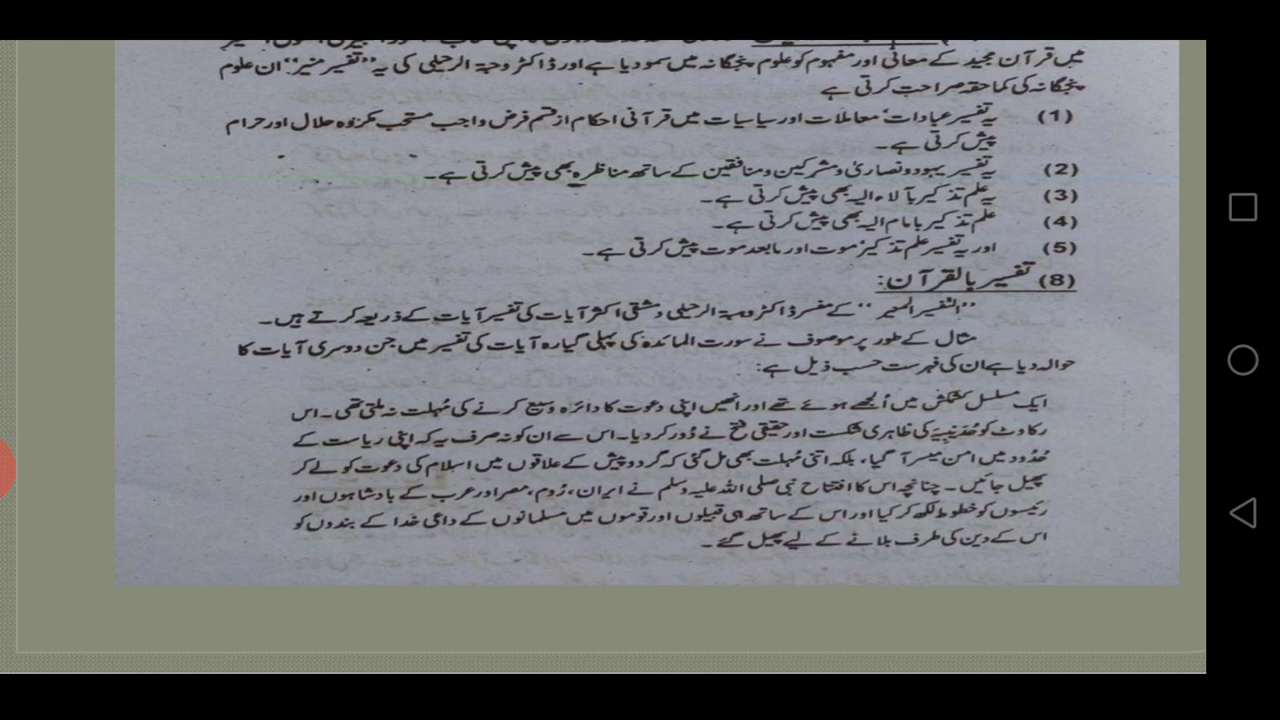 میں قرآن مجید کے معانی اور مفہوم کو علوم پنجگانہ میں سمو دیا ہے اور ڈاکٹر وحبۃ الزحیلی کی یہ "تفسیر منیر" ان علوم
پنجگانہ کی کماحقہ صراحت کرتی ہے
(1) یہ تفسیر عبادات، معاملات اور سیاسیات میں قرآنی احکام از قسم فرض واجب مستحب مکروہ حلال اور حرام
پیش کرتی ہے۔
(2) یہ تفسیر یہود و نصاریٰ و مشرکین و منافقین کے ساتھ مناظرہ بھی پیش کرتی ہے۔
(3) یہ علم تذکیر بآلاء الیہ بھی پیش کرتی ہے۔
(4) علم تذکیر بامام الیہ بھی پیش کرتی ہے۔
(5) اور یہ تفسیر علم تذکیر موت اور مابعد موت پیش کرتی ہے۔
(8) تفسیر بالقرآن:
"التفسیر المنیر" کے مفسر ڈاکٹر وحبۃ الزحیلی دمشقی اکثر آیات کی تفسیر آیات کے ذریعہ کرتے ہیں۔
مثال کے طور پر موصوف نے سورت المائدہ کی پہلی گیارہ آیات کی تفسیر میں جن دوسری آیات کا
حوالہ دیا ہے ان کی فہرست حسب ذیل ہے:
ایک مسلسل کشمکش میں اُلجھے ہوئے تھے اور انھیں اپنی دعوت کا دائرہ وسیع کرنے کی مُہلت نہ ملتی تھی۔ اس
رکاوٹ کو حُدَیبِیَہ کی ظاہری شکست اور حقیقی فتح نے دُور کر دیا۔ اس سے ان کو نہ صرف یہ کہ اپنی ریاست کے
حُدُود میں امن میسر آ گیا، بلکہ اتنی مُہلت بھی مل گئی کہ گرد و پیش کے علاقوں میں اسلام کی دعوت کو لے کر
پھیل جائیں۔ چنانچہ اس کا افتتاح نبی صلی اللہ علیہ وسلم نے ایران، رُوم، مصر اور عرب کے بادشاہوں اور
رئیسوں کو خطوط لکھ کر کیا اور اس کے ساتھ ہی قبیلوں اور قوموں میں مسلمانوں کے داعی خدا کے بندوں کو
اس کے دین کی طرف بلانے کے لیے پھیل گئے۔